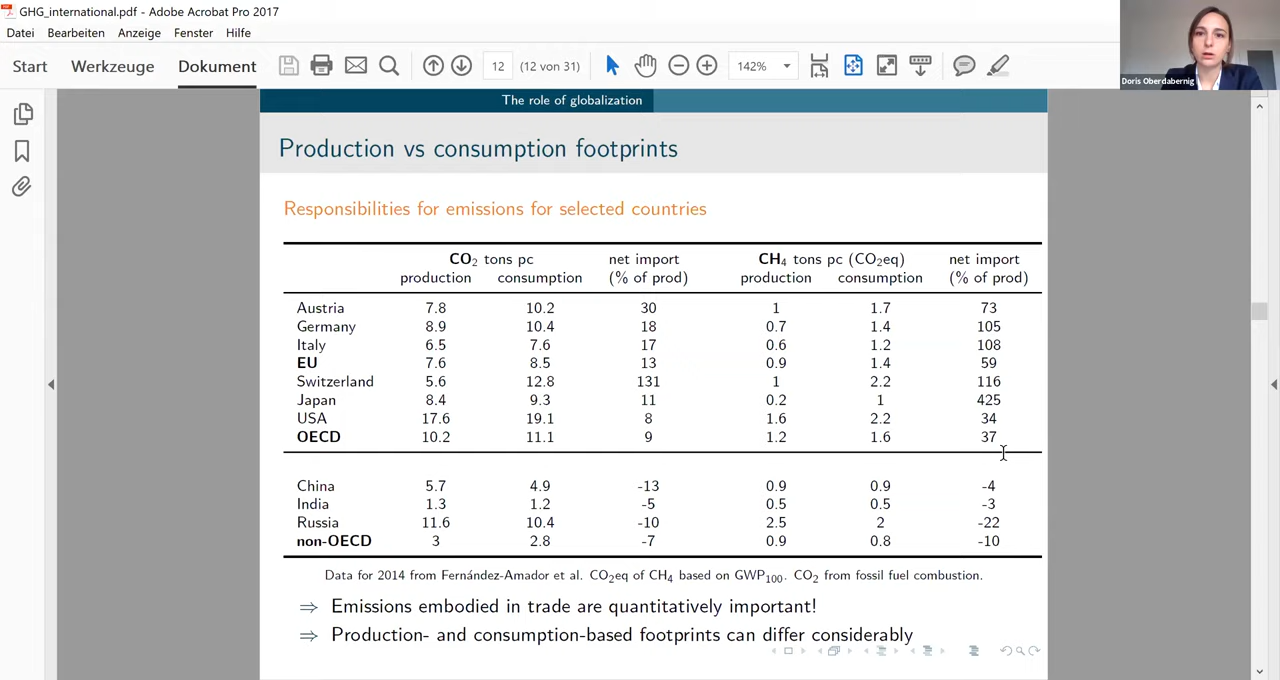 GHG_international.pdf - Adobe Acrobat Pro 2017
Datei Bearbeiten Anzeige Fenster Hilfe
Start Werkzeuge Dokument 12 (12 von 31) 142%
Doris Oberdabernig
The role of globalization
Production vs consumption footprints
Responsibilities for emissions for selected countries
CO₂ tons pc net import CH₄ tons pc (CO₂eq) net import
production consumption (% of prod) production consumption (% of prod)
Austria 7.8 10.2 30 1 1.7 73
Germany 8.9 10.4 18 0.7 1.4 105
Italy 6.5 7.6 17 0.6 1.2 108
EU 7.6 8.5 13 0.9 1.4 59
Switzerland 5.6 12.8 131 1 2.2 116
Japan 8.4 9.3 11 0.2 1 425
USA 17.6 19.1 8 1.6 2.2 34
OECD 10.2 11.1 9 1.2 1.6 37
China 5.7 4.9 -13 0.9 0.9 -4
India 1.3 1.2 -5 0.5 0.5 -3
Russia 11.6 10.4 -10 2.5 2 -22
non-OECD 3 2.8 -7 0.9 0.8 -10
Data for 2014 from Fernández-Amador et al. CO₂eq of CH₄ based on GWP₁₀₀. CO₂ from fossil fuel combustion.
⇒ Emissions embodied in trade are quantitatively important!
⇒ Production- and consumption-based footprints can differ considerably